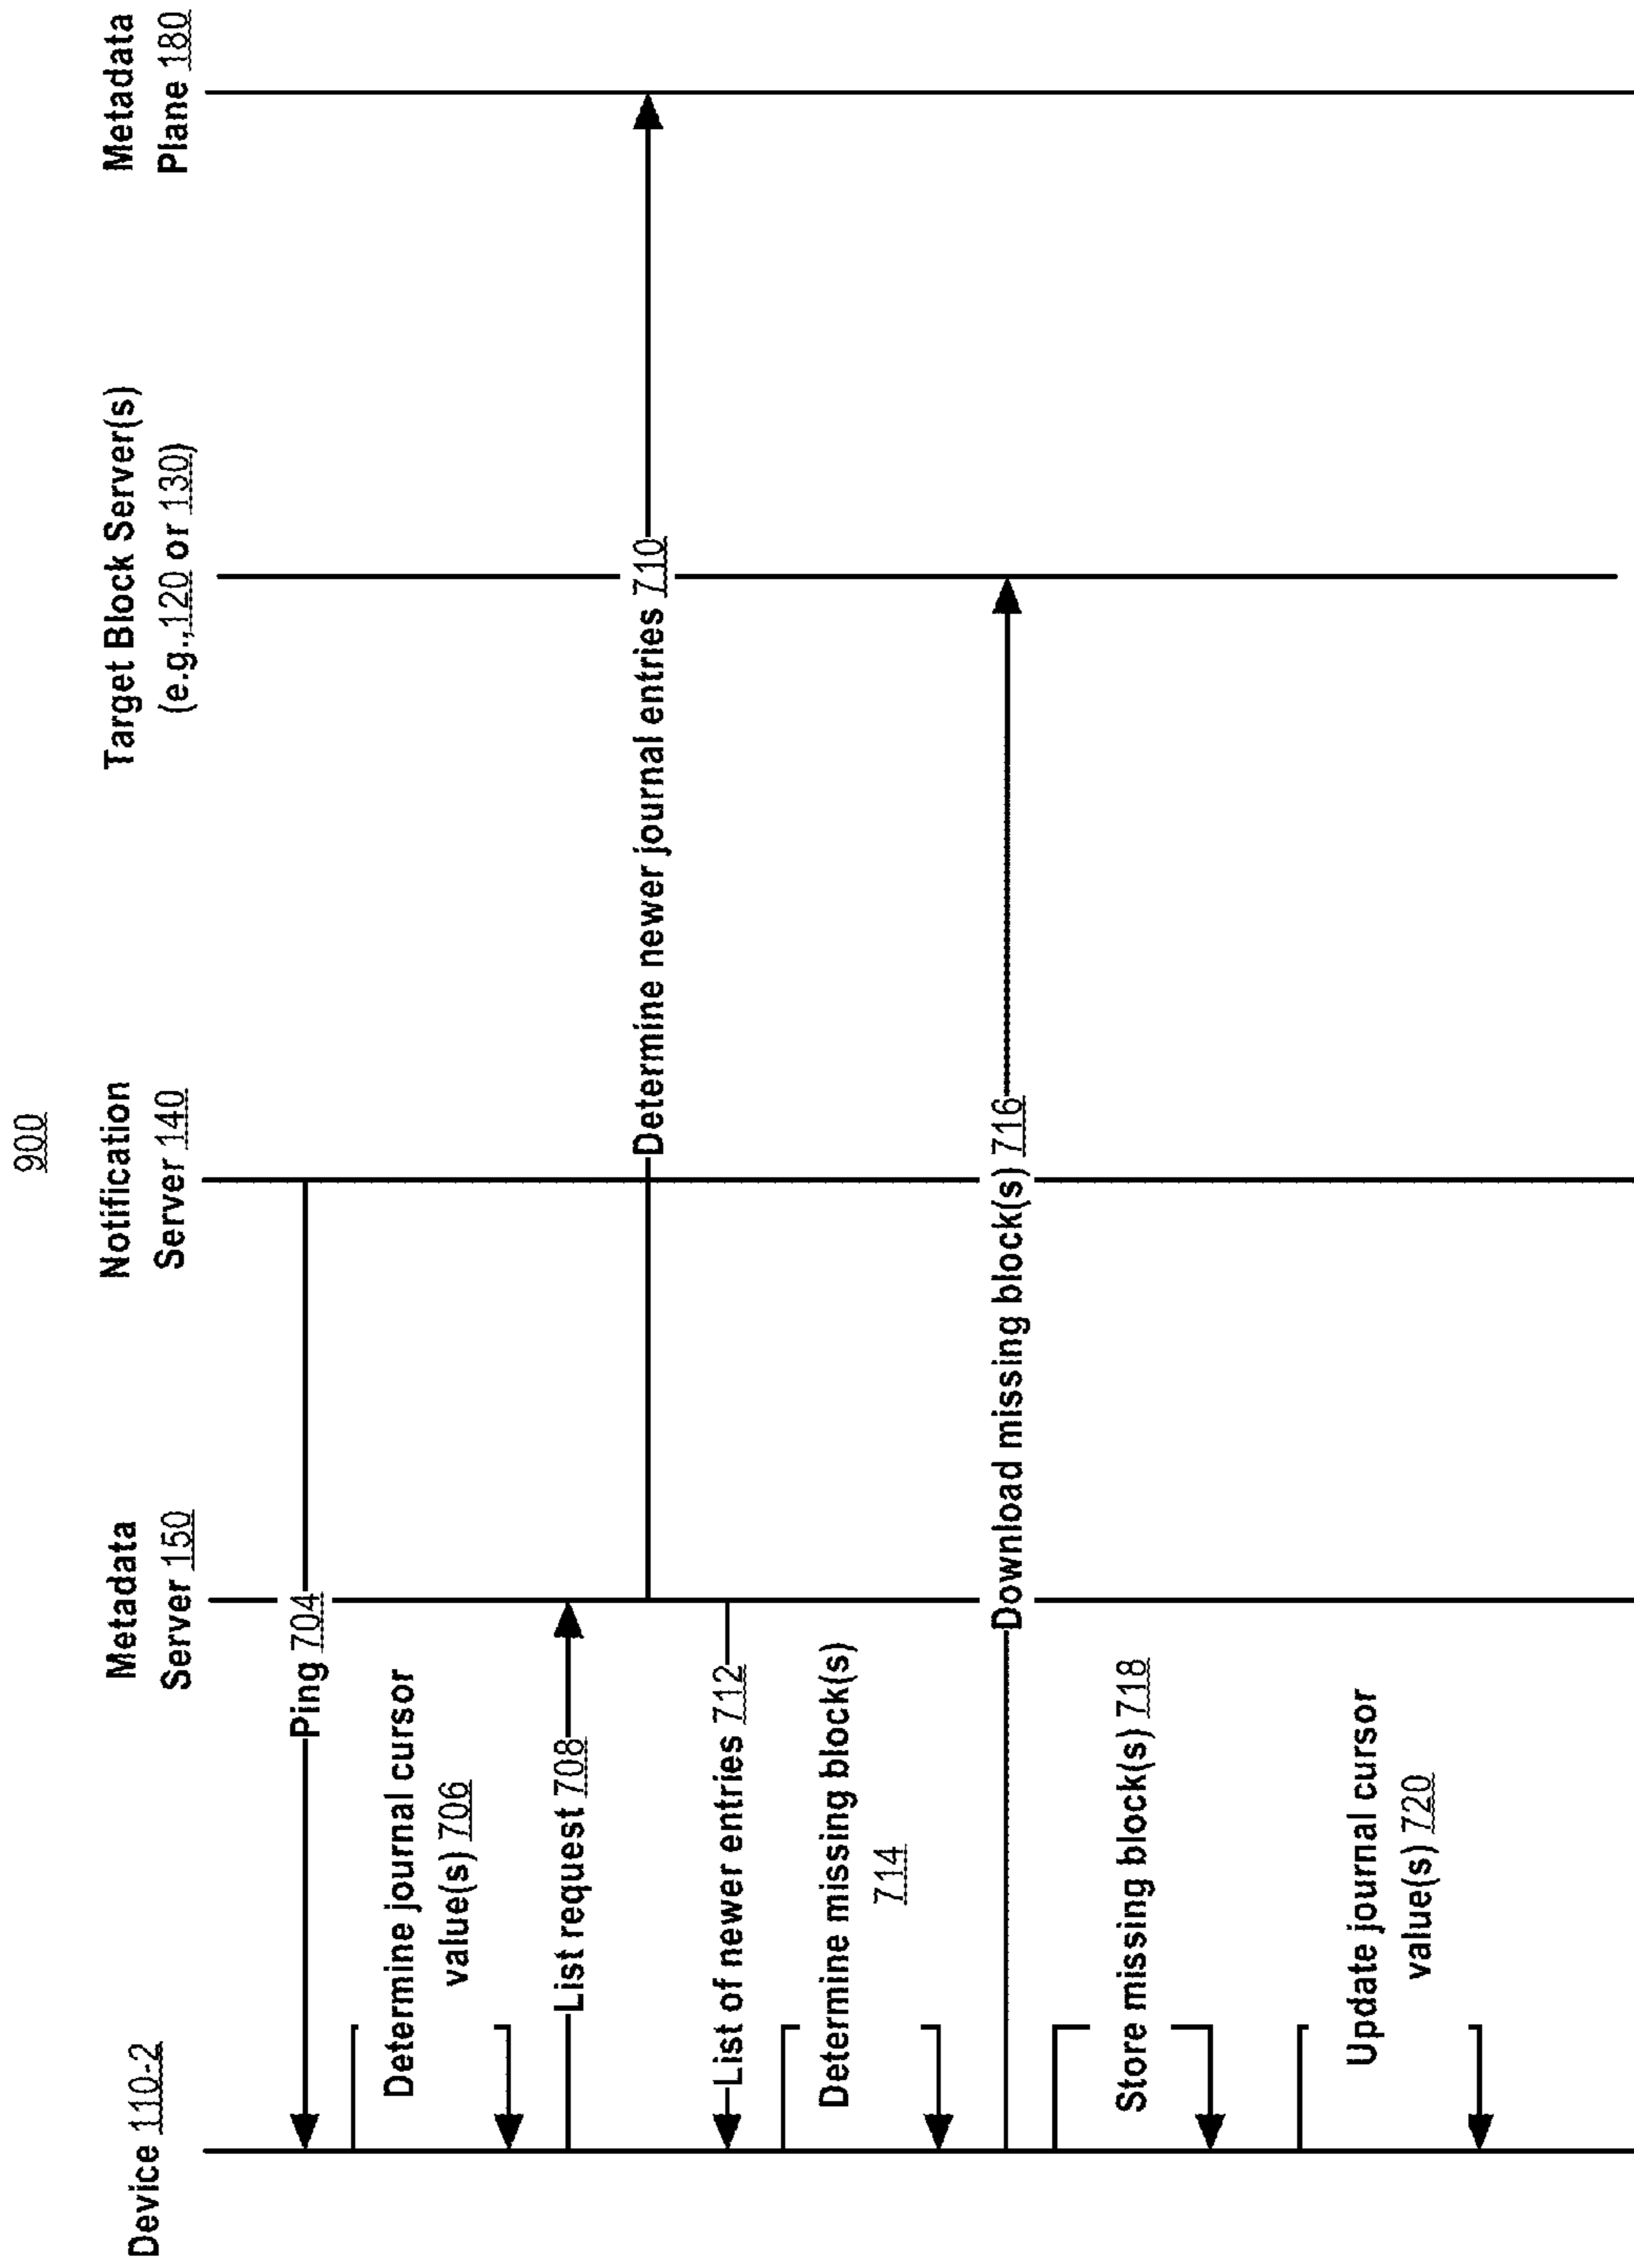 900
Device 110-2
Metadata
Server 150
Notification
Server 140
Target Block Server(s)
(e.g., 120 or 130)
Metadata
Plane 180
Ping 704
Determine journal cursor
value(s) 706
List request 708
Determine newer journal entries 710
List of newer entries 712
Determine missing block(s)
714
Download missing block(s) 716
Store missing block(s) 718
Update journal cursor
value(s) 720